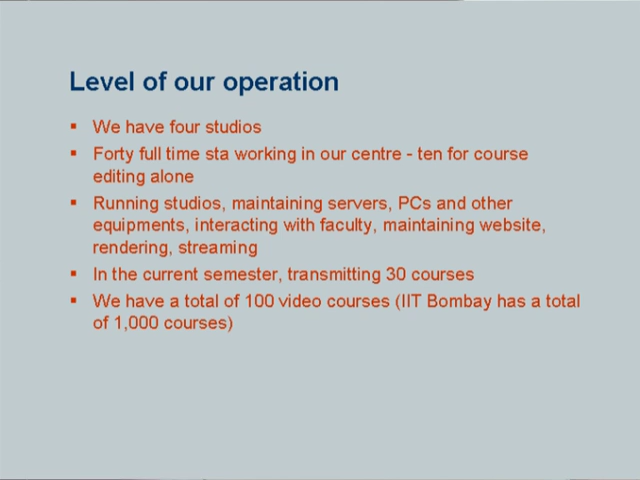 Level of our operation
▪ We have four studios
▪ Forty full time sta working in our centre - ten for course
editing alone
▪ Running studios, maintaining servers, PCs and other
equipments, interacting with faculty, maintaining website,
rendering, streaming
▪ In the current semester, transmitting 30 courses
▪ We have a total of 100 video courses (IIT Bombay has a total
of 1,000 courses)